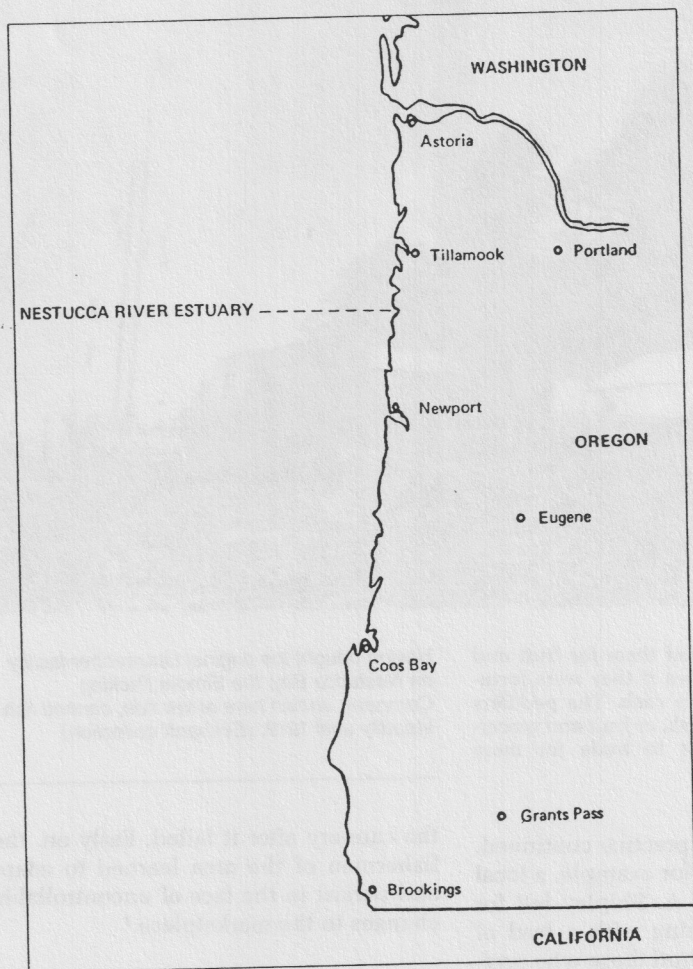 WASHINGTON
Astoria
Tillamook
Portland
NESTUCCA RIVER ESTUARY
Newport
OREGON
Eugene
Coos Bay
Grants Pass
Brookings
CALIFORNIA